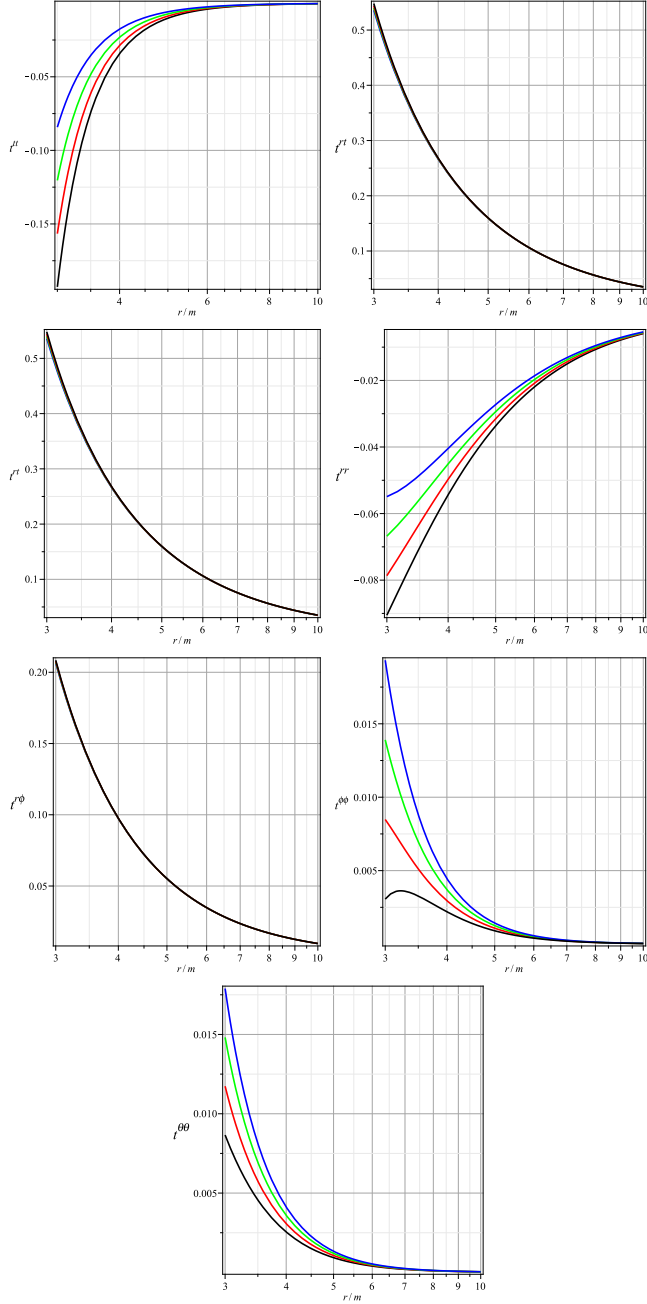 −0.05
t^{tt}
−0.10
−0.15
4 6 8 10
r / m
0.5
0.4
0.3
t^{rt}
0.2
0.1
3 4 5 6 7 8 9 10
r / m
0.5
0.4
0.3
t^{rt}
0.2
0.1
3 4 5 6 7 8 9 10
r / m
−0.02
−0.04
t^{rr}
−0.06
−0.08
3 4 5 6 7 8 9 10
r / m
0.20
0.15
t^{rϕ}
0.10
0.05
3 4 5 6 7 8 9 10
r / m
0.015
t^{ϕϕ}
0.010
0.005
3 4 5 6 7 8 9 10
r / m
0.015
0.010
t^{θθ}
0.005
3 4 5 6 7 8 9 10
r / m